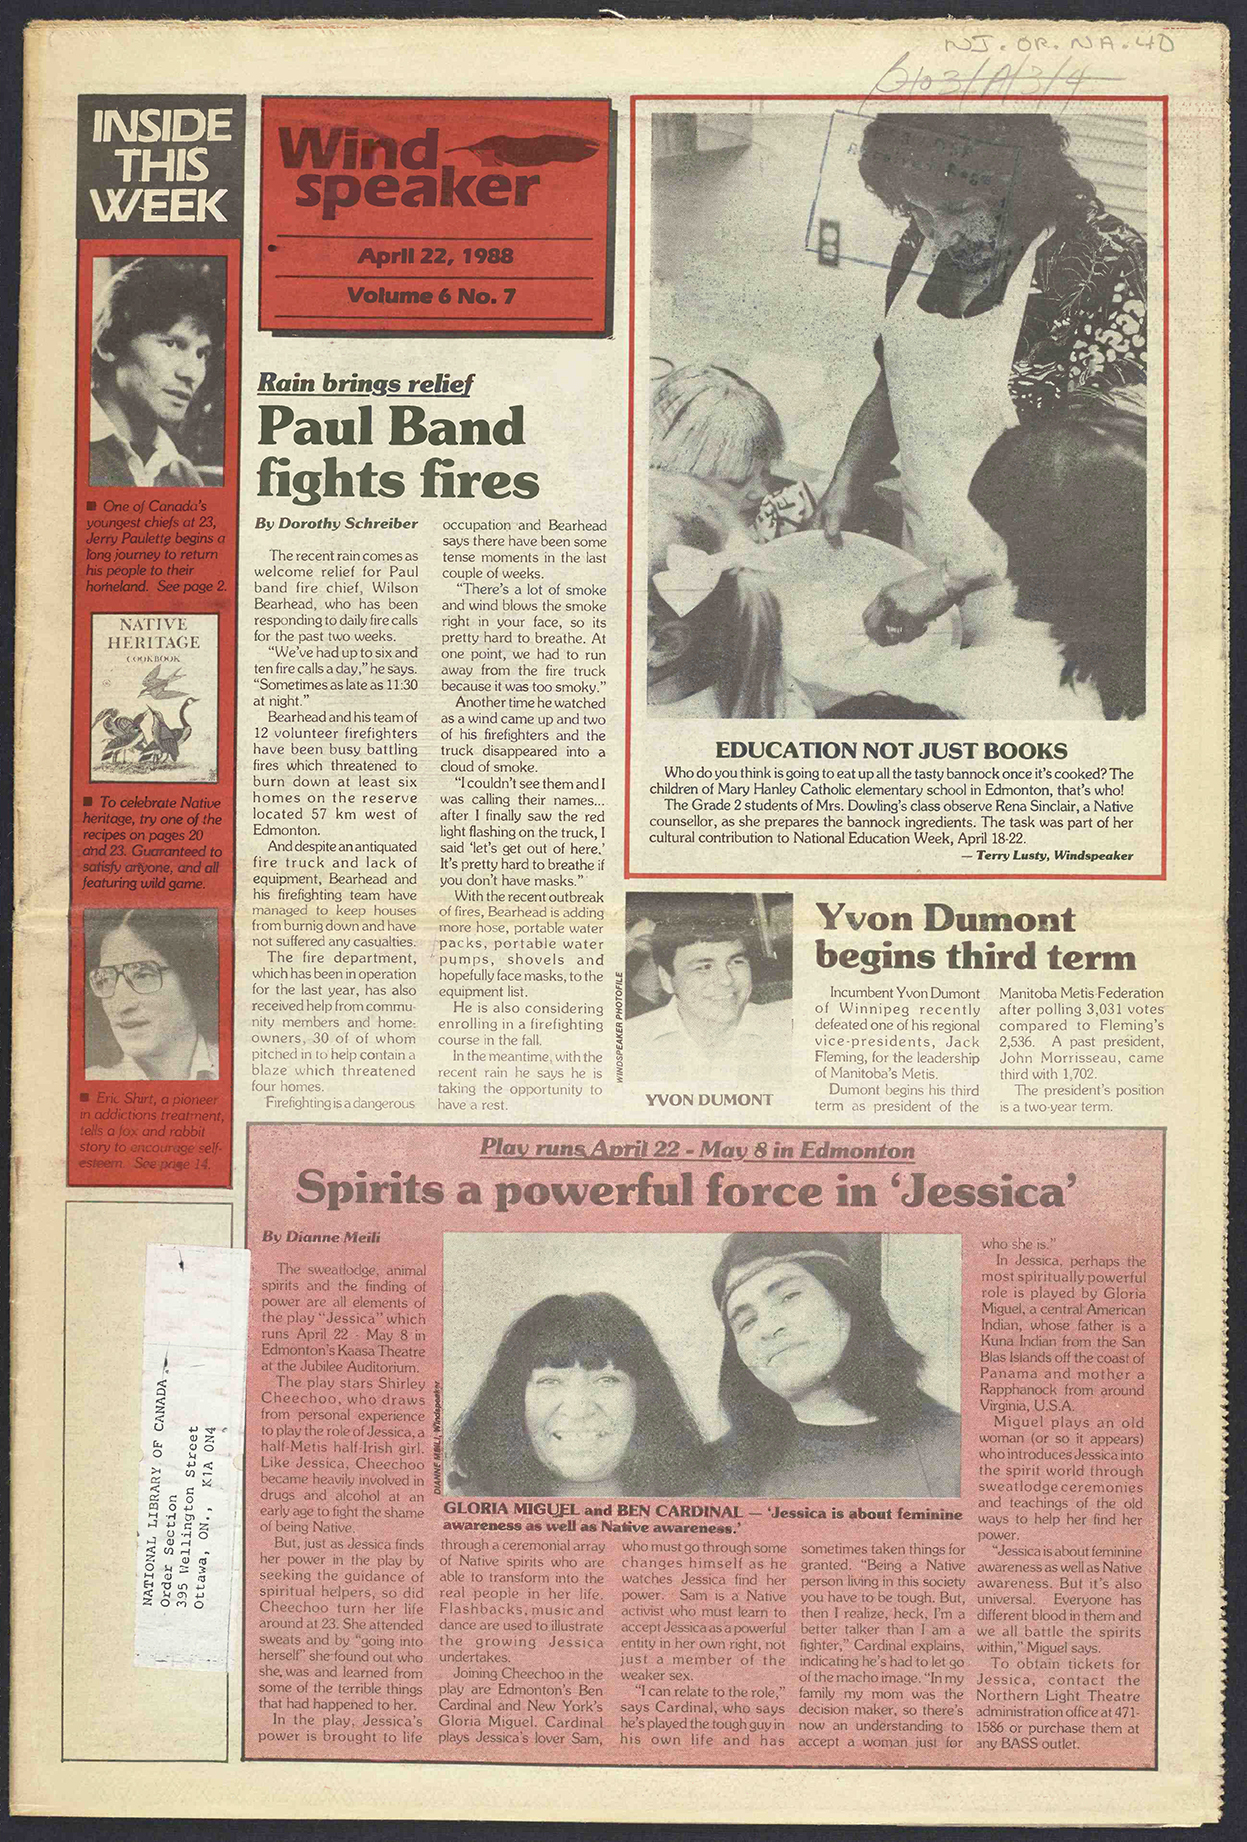 NJ.OR.NA.40
INSIDE
THIS
WEEK
■ One of Canada's
youngest chiefs at 23,
Jerry Paulette begins a
long journey to return
his people to their
homeland. See page 2.
NATIVE
HERITAGE
COOKBOOK
■ To celebrate Native
heritage, try one of the
recipes on pages 20
and 23. Guaranteed to
satisfy anyone, and all
featuring wild game.
■ Eric Shirt, a pioneer
in addictions treatment,
tells a fox and rabbit
story to encourage self-
esteem. See page 14.
NATIONAL LIBRARY OF CANADA
Order Section
395 Wellington Street
Ottawa, ON., K1A ON4
Wind
speaker
April 22, 1988
Volume 6 No. 7
Rain brings relief
Paul Band
fights fires
By Dorothy Schreiber
The recent rain comes as
welcome relief for Paul
band fire chief, Wilson
Bearhead, who has been
responding to daily fire calls
for the past two weeks.
"We've had up to six and
ten fire calls a day," he says.
"Sometimes as late as 11:30
at night."
Bearhead and his team of
12 volunteer firefighters
have been busy battling
fires which threatened to
burn down at least six
homes on the reserve
located 57 km west of
Edmonton.
And despite an antiquated
fire truck and lack of
equipment, Bearhead and
his firefighting team have
managed to keep houses
from burnig down and have
not suffered any casualties.
The fire department,
which has been in operation
for the last year, has also
received help from commu-
nity members and home-
owners, 30 of of whom
pitched in to help contain a
blaze which threatened
four homes.
Firefighting is a dangerous
occupation and Bearhead
says there have been some
tense moments in the last
couple of weeks.
"There's a lot of smoke
and wind blows the smoke
right in your face, so its
pretty hard to breathe. At
one point, we had to run
away from the fire truck
because it was too smoky."
Another time he watched
as a wind came up and two
of his firefighters and the
truck disappeared into a
cloud of smoke.
"I couldn't see them and I
was calling their names...
after I finally saw the red
light flashing on the truck, I
said 'let's get out of here.'
It's pretty hard to breathe if
you don't have masks."
With the recent outbreak
of fires, Bearhead is adding
more hose, portable water
packs, portable water
pumps, shovels and
hopefully face masks, to the
equipment list.
He is also considering
enrolling in a firefighting
course in the fall.
In the meantime, with the
recent rain he says he is
taking the opportunity to
have a rest.
EDUCATION NOT JUST BOOKS
Who do you think is going to eat up all the tasty bannock once it's cooked? The
children of Mary Hanley Catholic elementary school in Edmonton, that's who!
The Grade 2 students of Mrs. Dowling's class observe Rena Sinclair, a Native
counsellor, as she prepares the bannock ingredients. The task was part of her
cultural contribution to National Education Week, April 18-22.
— Terry Lusty, Windspeaker
WINDSPEAKER PHOTOFILE
YVON DUMONT
Yvon Dumont
begins third term
Incumbent Yvon Dumont
of Winnipeg recently
defeated one of his regional
vice-presidents, Jack
Fleming, for the leadership
of Manitoba's Metis.
Dumont begins his third
term as president of the
Manitoba Metis Federation
after polling 3,031 votes
compared to Fleming's
2,536. A past president,
John Morrisseau, came
third with 1,702.
The president's position
is a two-year term.
Play runs April 22 - May 8 in Edmonton
Spirits a powerful force in 'Jessica'
By Dianne Meili
The sweatlodge, animal
spirits and the finding of
power are all elements of
the play "Jessica" which
runs April 22 - May 8 in
Edmonton's Kaasa Theatre
at the Jubilee Auditorium.
The play stars Shirley
Cheechoo, who draws
from personal experience
to play the role of Jessica, a
half-Metis half-Irish girl.
Like Jessica, Cheechoo
became heavily involved in
drugs and alcohol at an
early age to fight the shame
of being Native.
But, just as Jessica finds
her power in the play by
seeking the guidance of
spiritual helpers, so did
Cheechoo turn her life
around at 23. She attended
sweats and by "going into
herself" she found out who
she was and learned from
some of the terrible things
that had happened to her.
In the play, Jessica's
power is brought to life
DIANNE MEILI, Windspeaker
GLORIA MIGUEL and BEN CARDINAL — 'Jessica is about feminine
awareness as well as Native awareness.'
through a ceremonial array
of Native spirits who are
able to transform into the
real people in her life.
Flashbacks, music and
dance are used to illustrate
the growing Jessica
undertakes.
Joining Cheechoo in the
play are Edmonton's Ben
Cardinal and New York's
Gloria Miguel. Cardinal
plays Jessica's lover Sam,
who must go through some
changes himself as he
watches Jessica find her
power. Sam is a Native
activist who must learn to
accept Jessica as a powerful
entity in her own right, not
just a member of the
weaker sex.
"I can relate to the role,"
says Cardinal, who says
he's played the tough guy in
his own life and has
sometimes taken things for
granted. "Being a Native
person living in this society
you have to be tough. But,
then I realize, heck, I'm a
better talker than I am a
fighter," Cardinal explains,
indicating he's had to let go
of the macho image. "In my
family my mom was the
decision maker, so there's
now an understanding to
accept a woman just for
who she is."
In Jessica, perhaps the
most spiritually powerful
role is played by Gloria
Miguel, a central American
Indian, whose father is a
Kuna Indian from the San
Blas Islands off the coast of
Panama and mother a
Rapphanock from around
Virginia, U.S.A.
Miguel plays an old
woman (or so it appears)
who introduces Jessica into
the spirit world through
sweatlodge ceremonies
and teachings of the old
ways to help her find her
power.
"Jessica is about feminine
awareness as well as Native
awareness. But it's also
universal. Everyone has
different blood in them and
we all battle the spirits
within," Miguel says.
To obtain tickets for
Jessica, contact the
Northern Light Theatre
administration office at 471-
1586 or purchase them at
any BASS outlet.